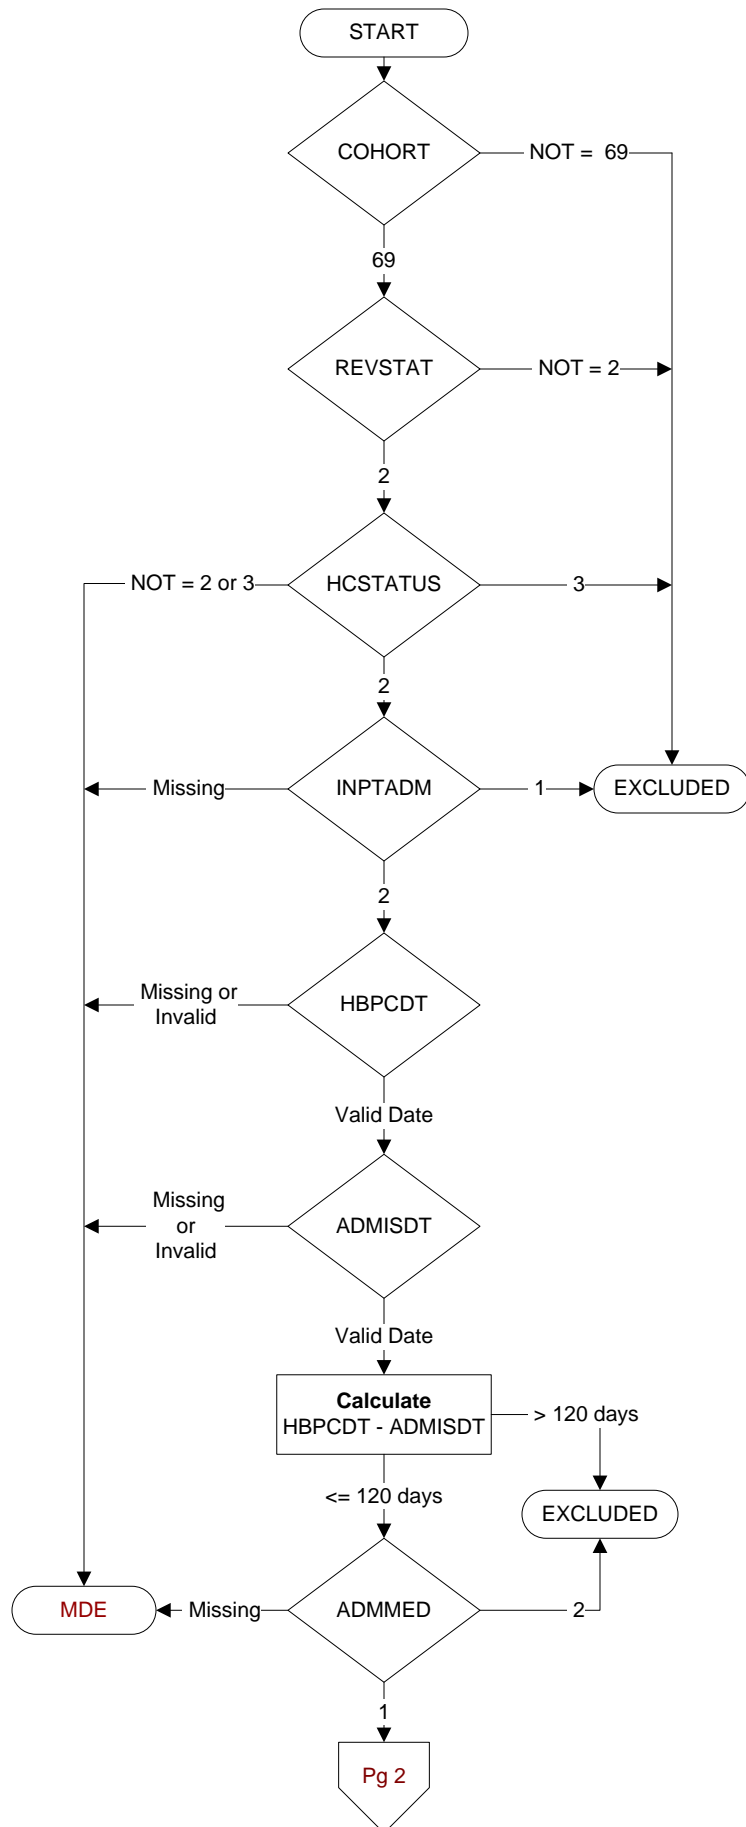 START
COHORT
NOT =  69
69
REVSTAT
NOT = 2
2
NOT = 2 or 3
HCSTATUS
3
2
Missing
INPTADM
1
EXCLUDED
2
Missing or
Invalid
HBPCDT
Valid Date
Missing
or
Invalid
ADMISDT
Valid Date
Calculate
HBPCDT - ADMISDT
> 120 days
<= 120 days
EXCLUDED
MDE
Missing
ADMMED
2
1
Pg 2